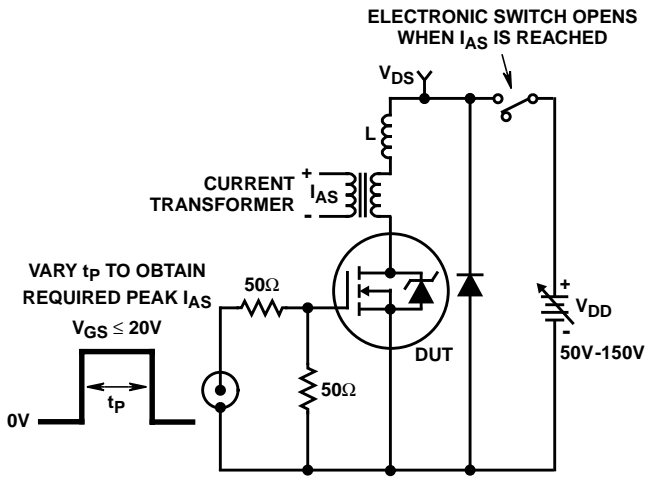 ELECTRONIC SWITCH OPENS
WHEN IAS IS REACHED
VDS
L
+
IAS
-
CURRENT
TRANSFORMER
VARY tP TO OBTAIN
REQUIRED PEAK IAS
VGS ≤ 20V
50Ω
+
VDD
-
50V-150V
DUT
50Ω
tP
0V